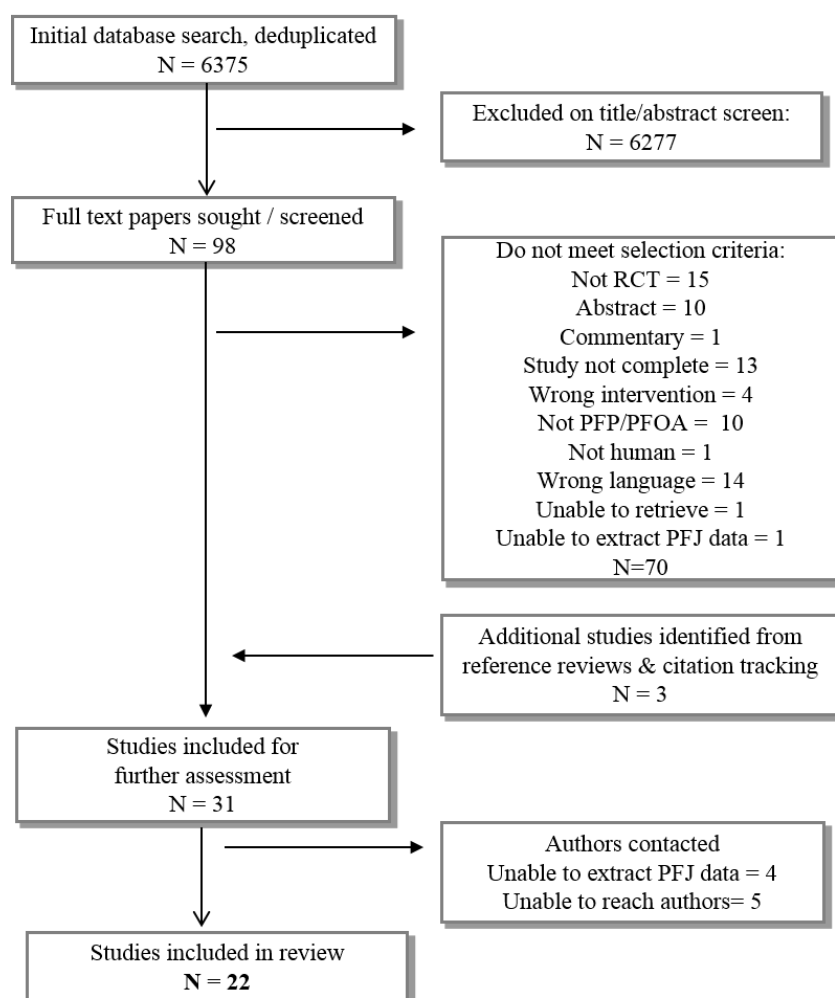 Initial database search, deduplicated
N = 6375
Excluded on title/abstract screen:
N = 6277
Full text papers sought / screened
N = 98
Do not meet selection criteria:
Not RCT = 15
Abstract = 10
Commentary = 1
Study not complete = 13
Wrong intervention = 4
Not PFP/PFOA = 10
Not human = 1
Wrong language = 14
Unable to retrieve = 1
Unable to extract PFJ data = 1
N=70
Additional studies identified from
reference reviews & citation tracking
N = 3
Studies included for
further assessment
N = 31
Authors contacted
Unable to extract PFJ data = 4
Unable to reach authors= 5
Studies included in review
N = 22